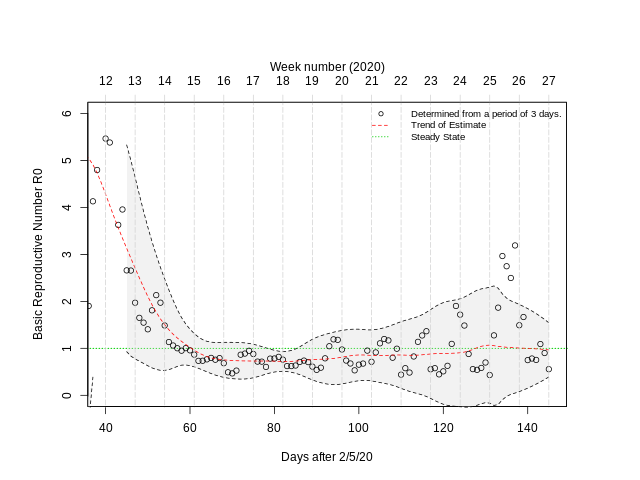 Week number (2020)
12 13 14 15 16 17 18 19 20 21 22 23 24 25 26 27
Determined from a period of 3 days.
Trend of Estimate
Steady State
Basic Reproductive Number R0
6
5
4
3
2
1
0
40 60 80 100 120 140
Days after 2/5/20